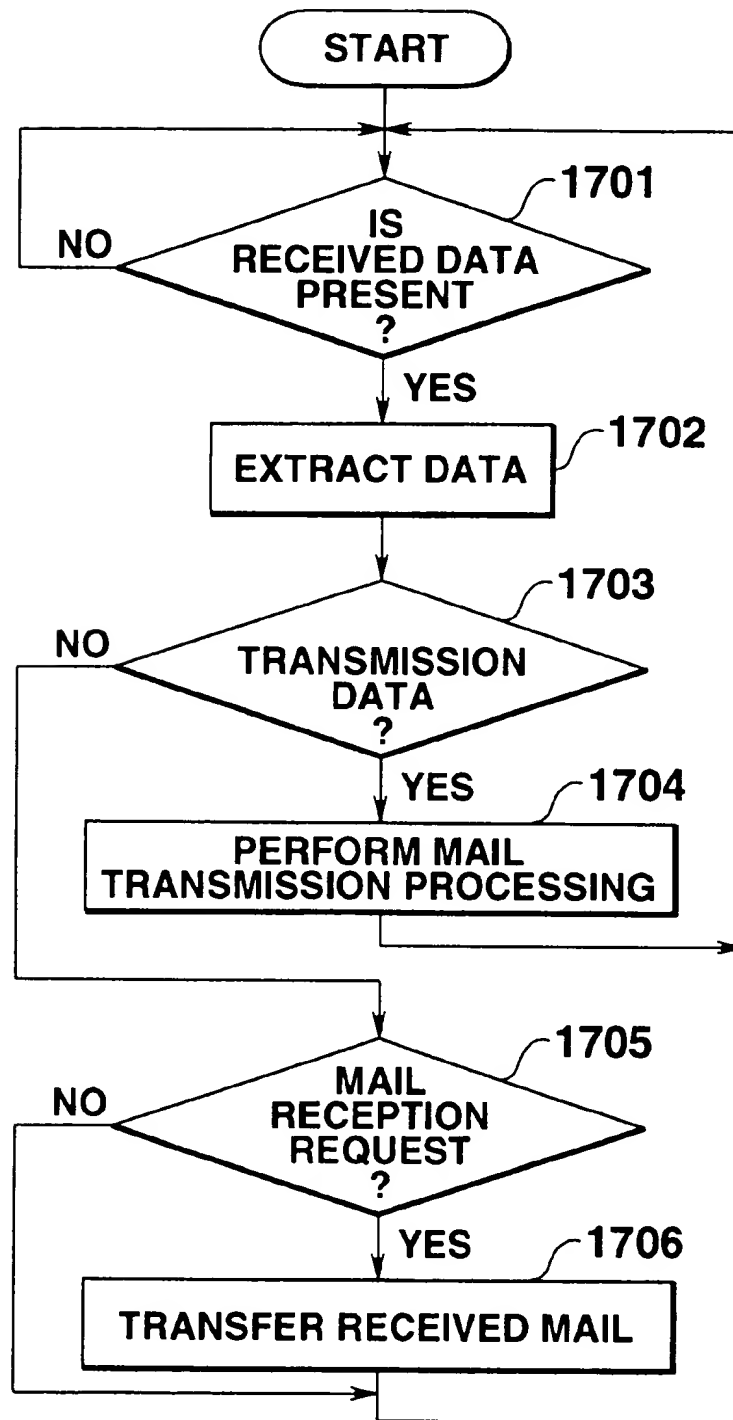 START
1701
IS
RECEIVED DATA
PRESENT
?
NO
YES
1702
EXTRACT DATA
1703
NO
TRANSMISSION
DATA
?
YES
1704
PERFORM MAIL
TRANSMISSION PROCESSING
1705
NO
MAIL
RECEPTION
REQUEST
?
YES
1706
TRANSFER RECEIVED MAIL